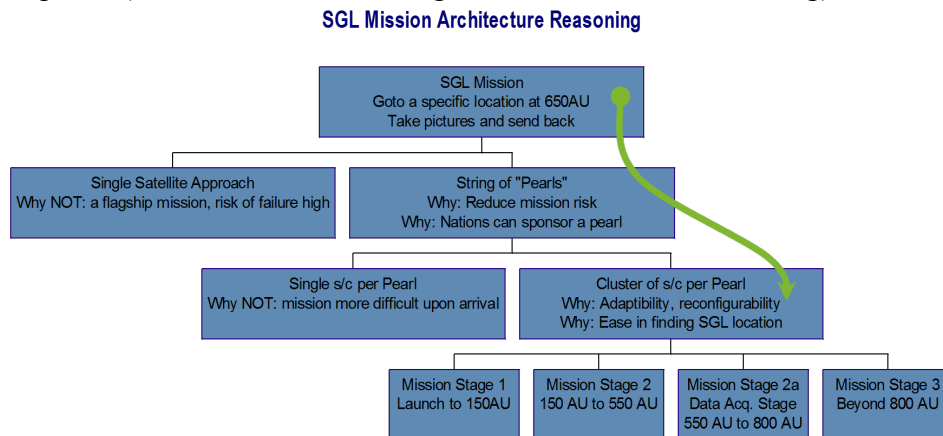 SGL Mission Architecture Reasoning
SGL Mission
Goto a specific location at 650AU
Take pictures and send back
Single Satellite Approach
Why NOT: a flagship mission, risk of failure high
String of "Pearls"
Why: Reduce mission risk
Why: Nations can sponsor a pearl
Single s/c per Pearl
Why NOT: mission more difficult upon arrival
Cluster of s/c per Pearl
Why: Adaptibility, reconfigurability
Why: Ease in finding SGL location
Mission Stage 1
Launch to 150AU
Mission Stage 2
150 AU to 550 AU
Mission Stage 2a
Data Acq. Stage
550 AU to 800 AU
Mission Stage 3
Beyond 800 AU